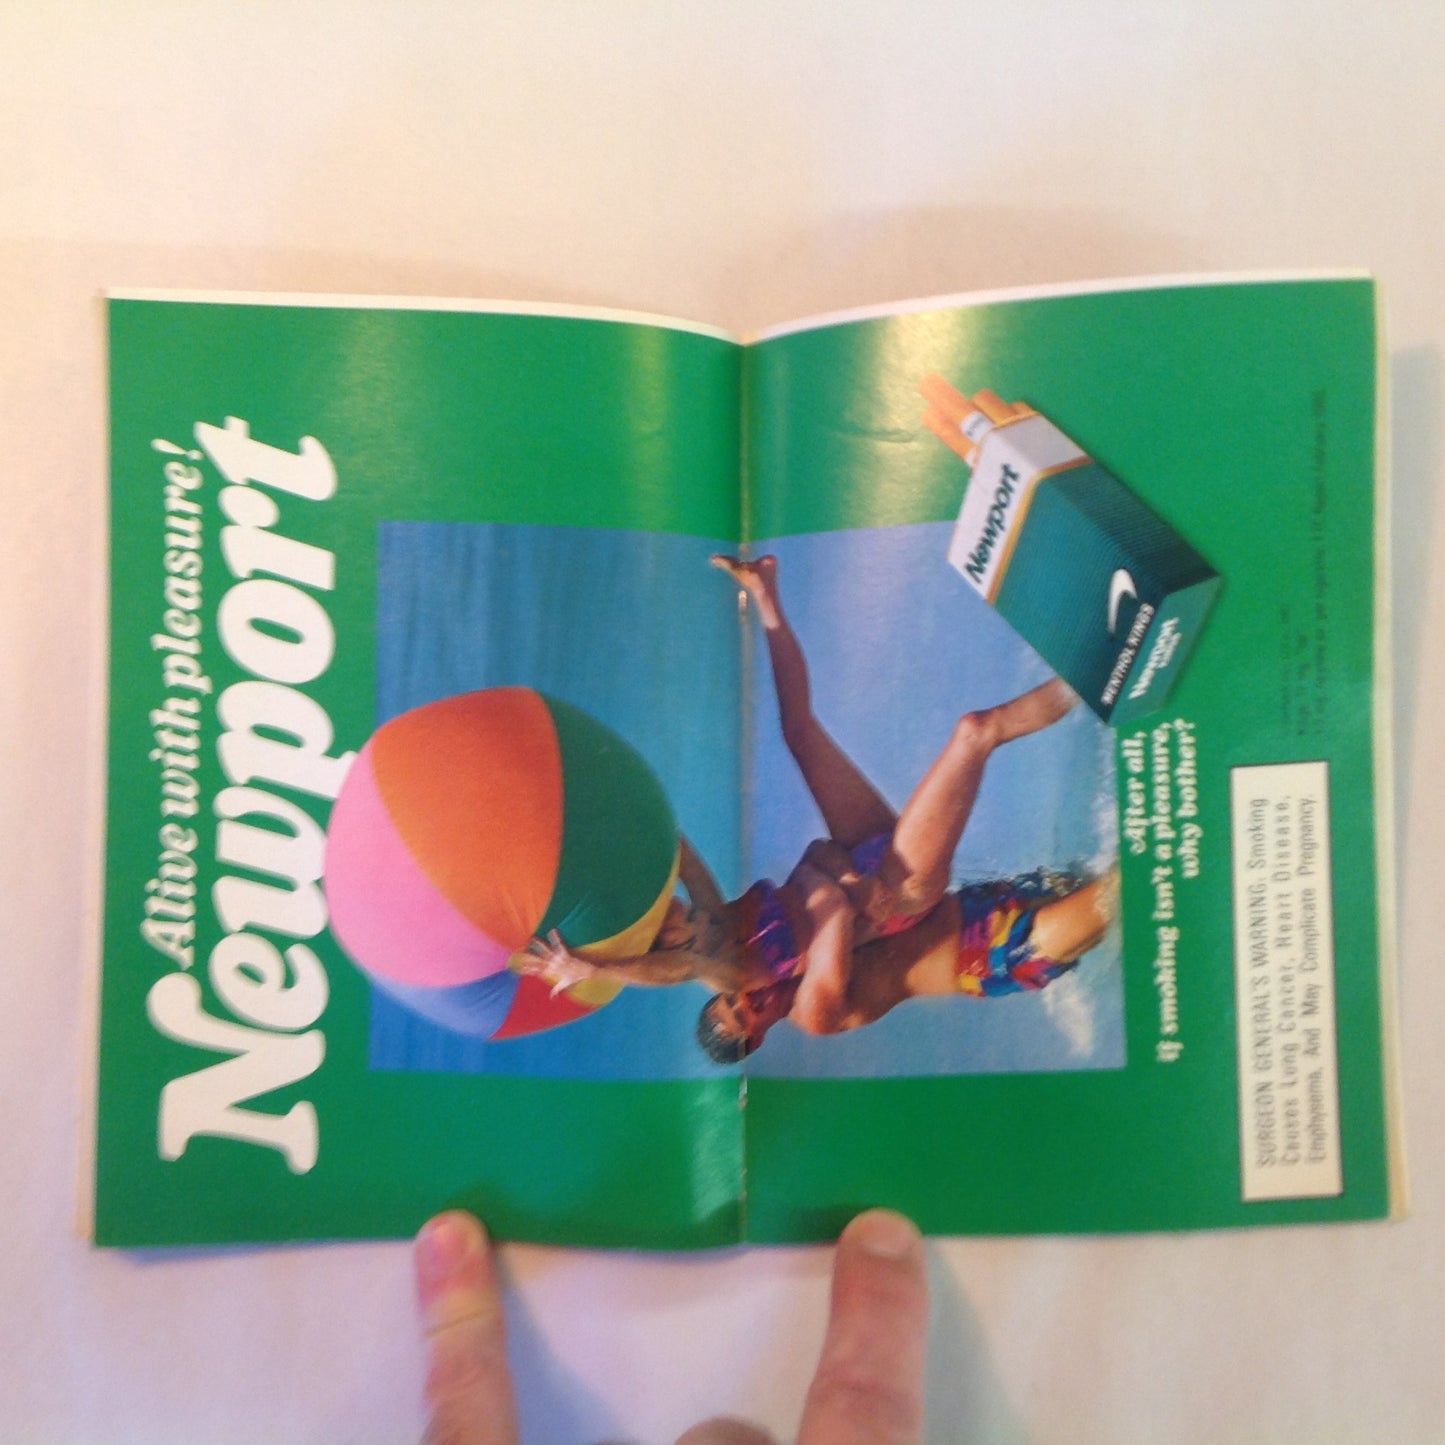 Alive with pleasure!
Newport
Newport
MENTHOL KINGS
Newport
After all,
if smoking isn't a pleasure,
why bother?
SURGEON GENERAL'S WARNING: Smoking
Causes Lung Cancer, Heart Disease,
Emphysema, And May Complicate Pregnancy.